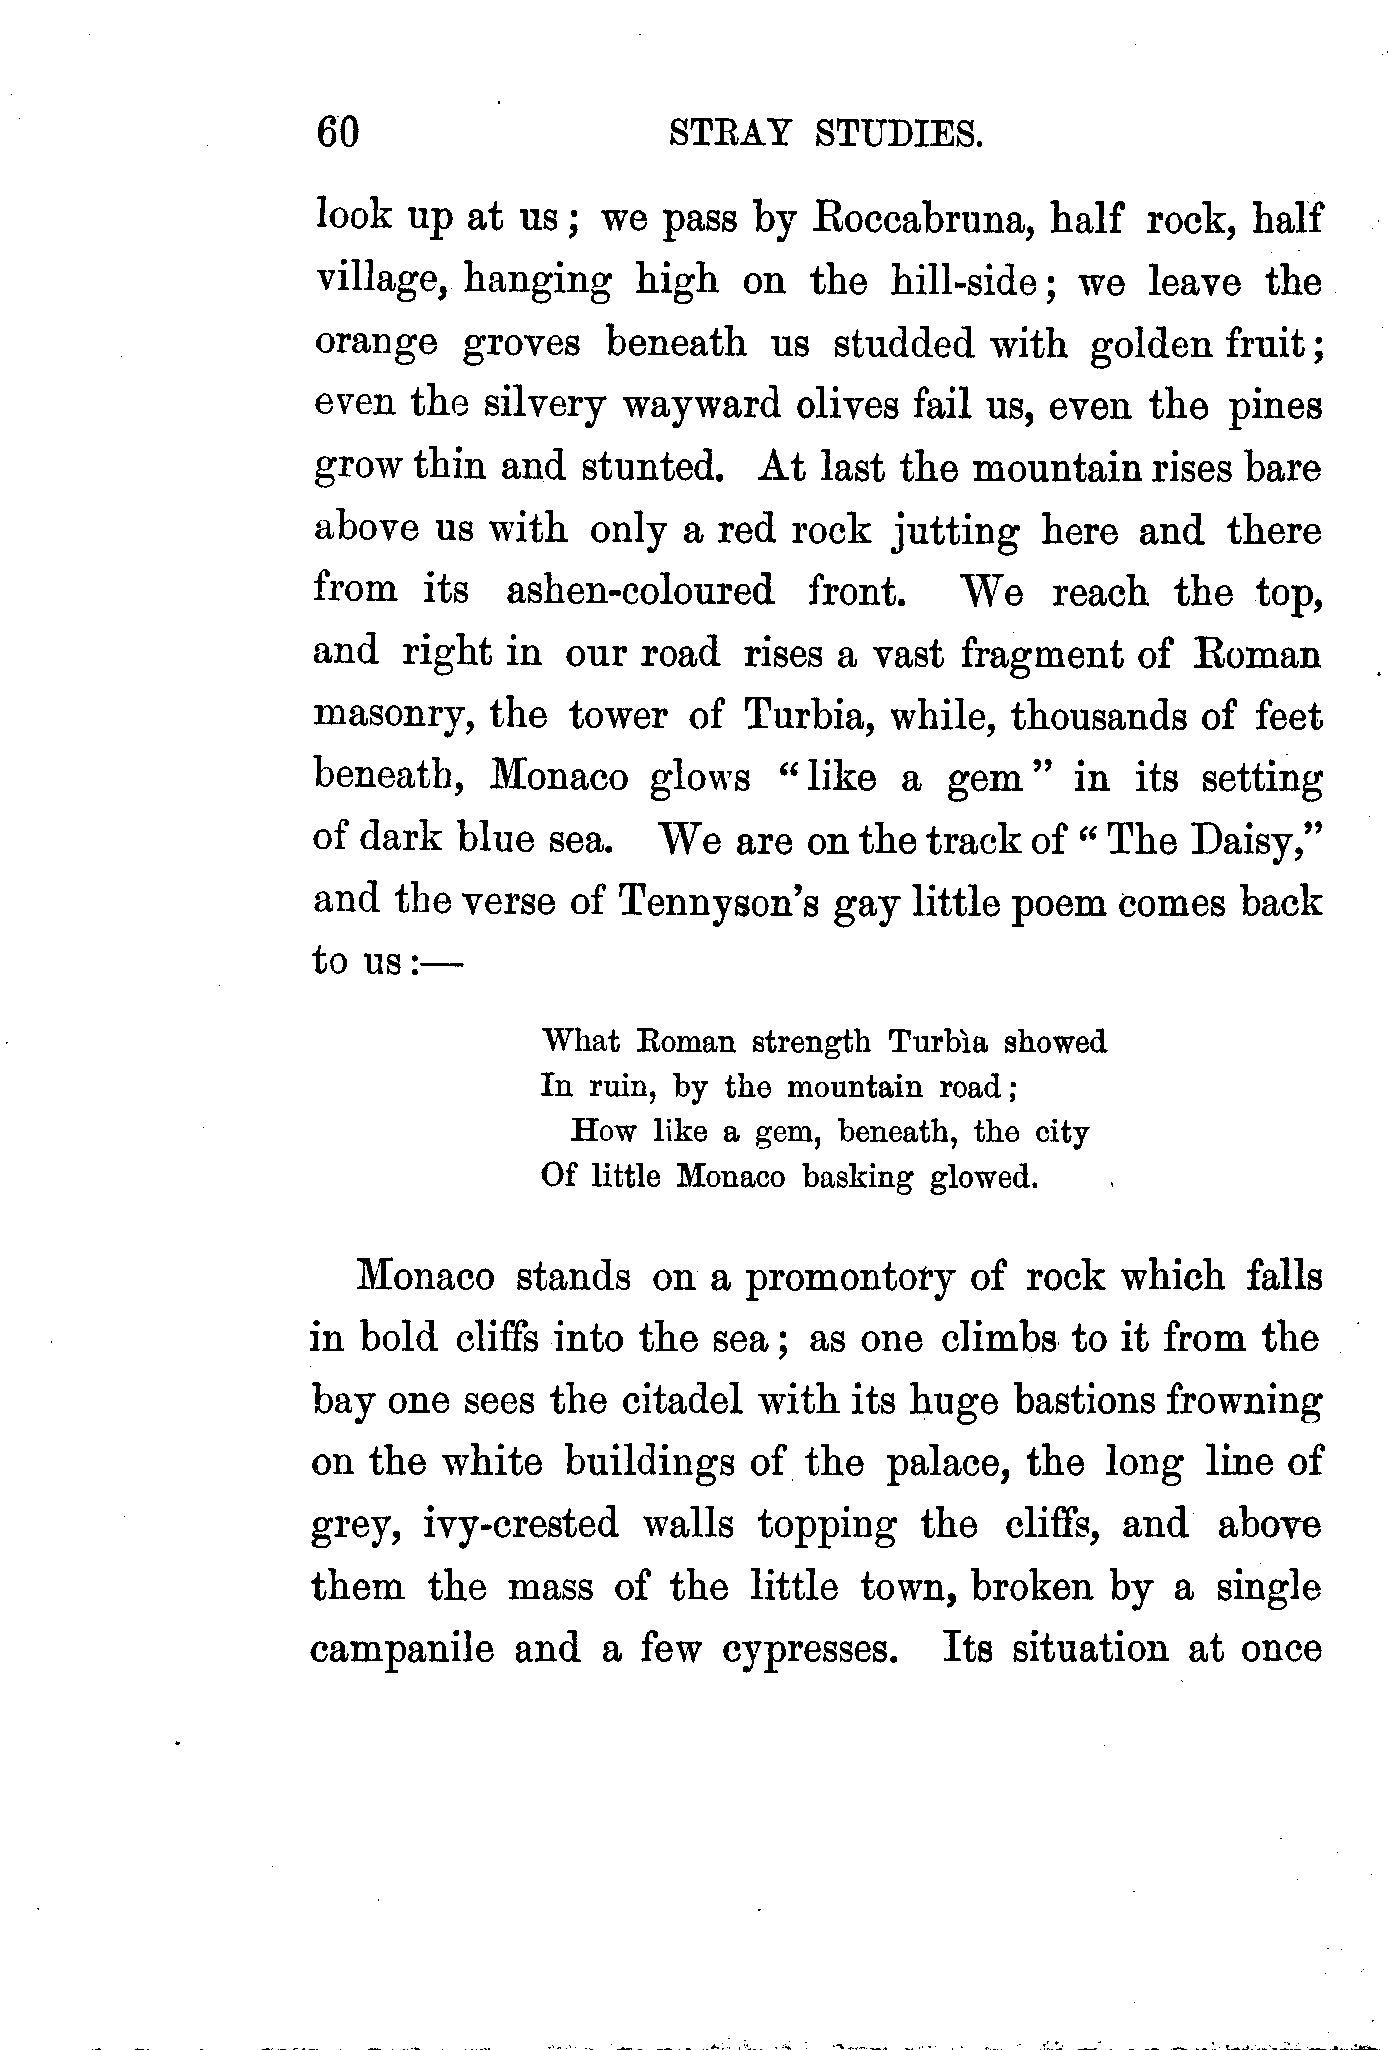 60 STRAY STUDIES.
look up at us; we pass by Roccabruna, half rock, half
village, hanging high on the hill-side; we leave the
orange groves beneath us studded with golden fruit;
even the silvery wayward olives fail us, even the pines
grow thin and stunted. At last the mountain rises bare
above us with only a red rock jutting here and there
from its ashen-coloured front. We reach the top,
and right in our road rises a vast fragment of Roman
masonry, the tower of Turbia, while, thousands of feet
beneath, Monaco glows “like a gem” in its setting
of dark blue sea. We are on the track of “The Daisy,”
and the verse of Tennyson’s gay little poem comes back
to us:—
What Roman strength Turbìa showed
In ruin, by the mountain road;
How like a gem, beneath, the city
Of little Monaco basking glowed.
Monaco stands on a promontory of rock which falls
in bold cliffs into the sea; as one climbs to it from the
bay one sees the citadel with its huge bastions frowning
on the white buildings of the palace, the long line of
grey, ivy-crested walls topping the cliffs, and above
them the mass of the little town, broken by a single
campanile and a few cypresses. Its situation at once